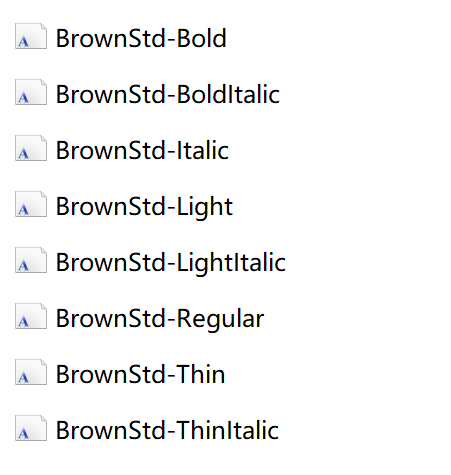 BrownStd-Bold
BrownStd-BoldItalic
BrownStd-Italic
BrownStd-Light
BrownStd-LightItalic
BrownStd-Regular
BrownStd-Thin
BrownStd-ThinItalic